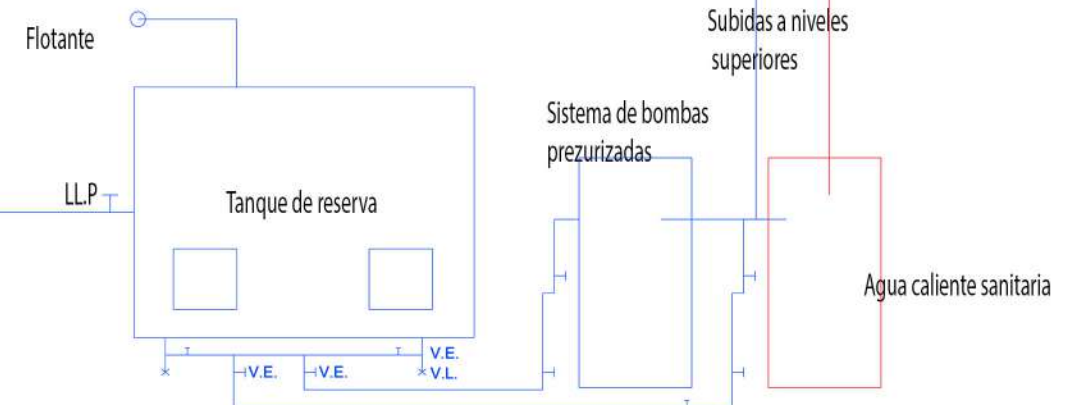 Subidas a niveles
superiores
Flotante
Sistema de bombas
prezurizadas
LL.P
Tanque de reserva
Agua caliente sanitaria
V.E.
V.E.
V.E.
V.L.